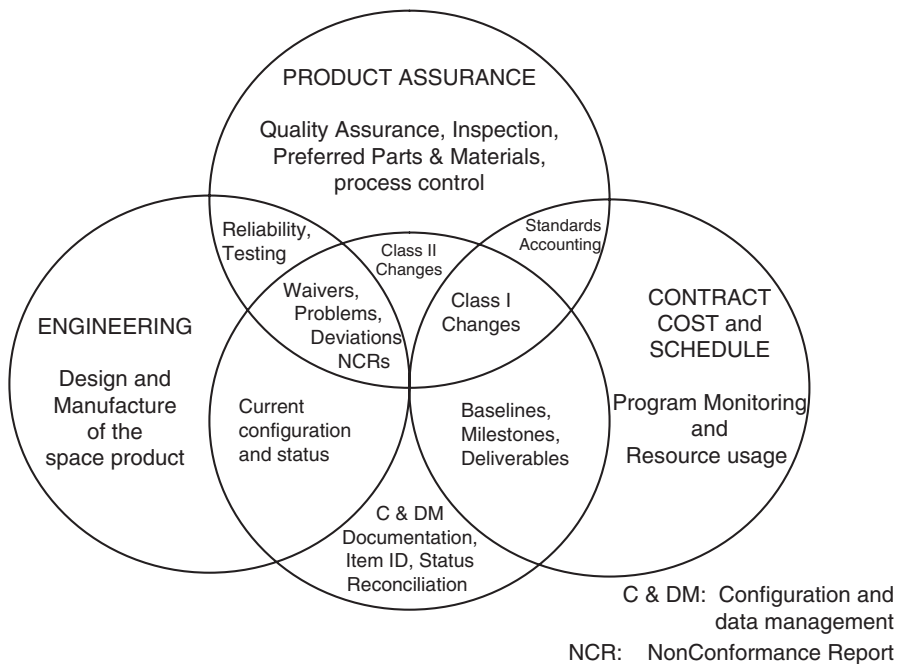 PRODUCT ASSURANCE
Quality Assurance, Inspection,
Preferred Parts & Materials,
process control
Reliability,
Testing
Class II
Changes
Standards
Accounting
Waivers,
Problems,
Deviations
NCRs
Class I
Changes
ENGINEERING
Design and
Manufacture
of the
space product
CONTRACT
COST and
SCHEDULE
Program Monitoring
and
Resource usage
Current
configuration
and status
Baselines,
Milestones,
Deliverables
C & DM
Documentation,
Item ID, Status
Reconciliation
C & DM: Configuration and
data management
NCR: NonConformance Report